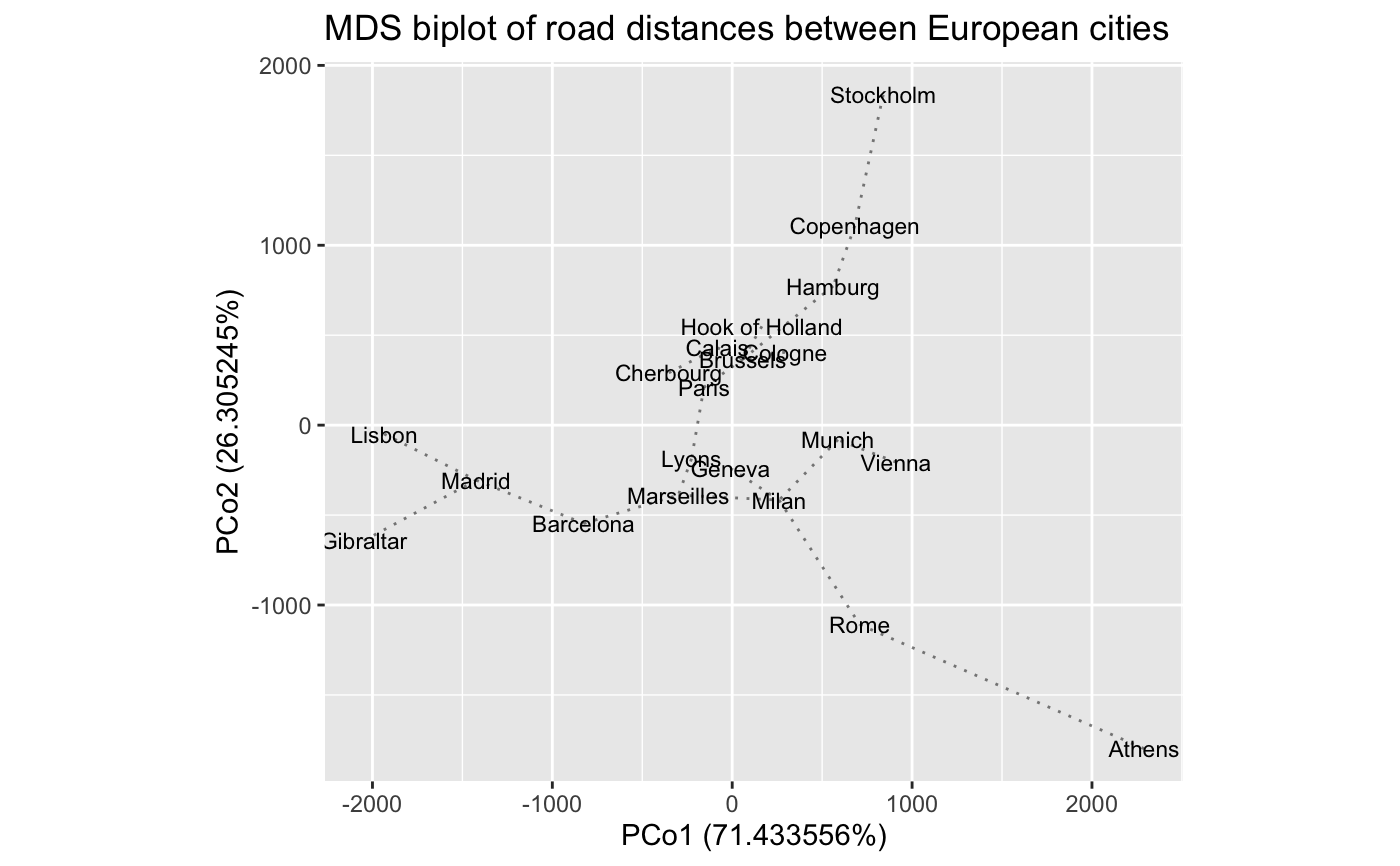 MDS biplot of road distances between European cities
2000
1000
0
-1000
PCo2 (26.305245%)
Stockholm
Copenhagen
Hamburg
Hook of Holland
Calais
Cologne
Brussels
Cherbourg
Paris
Lisbon
Munich
Lyons
Vienna
Geneva
Madrid
Marseilles
Milan
Barcelona
Gibraltar
Rome
Athens
-2000
-1000
0
1000
2000
PCo1 (71.433556%)